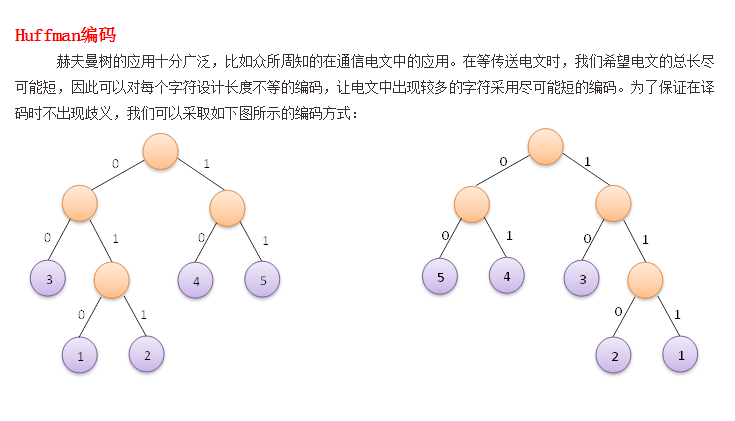 Huffman编码
赫夫曼树的应用十分广泛，比如众所周知的在通信电文中的应用。在等传送电文时，我们希望电文的总长尽
可能短，因此可以对每个字符设计长度不等的编码，让电文中出现较多的字符采用尽可能短的编码。为了保证在译
码时不出现歧义，我们可以采取如下图所示的编码方式：
0 1 0 1
0 1 0 1 0 1 0 1
3 4 5 5 4 3
0 1 0 1
1 2 2 1